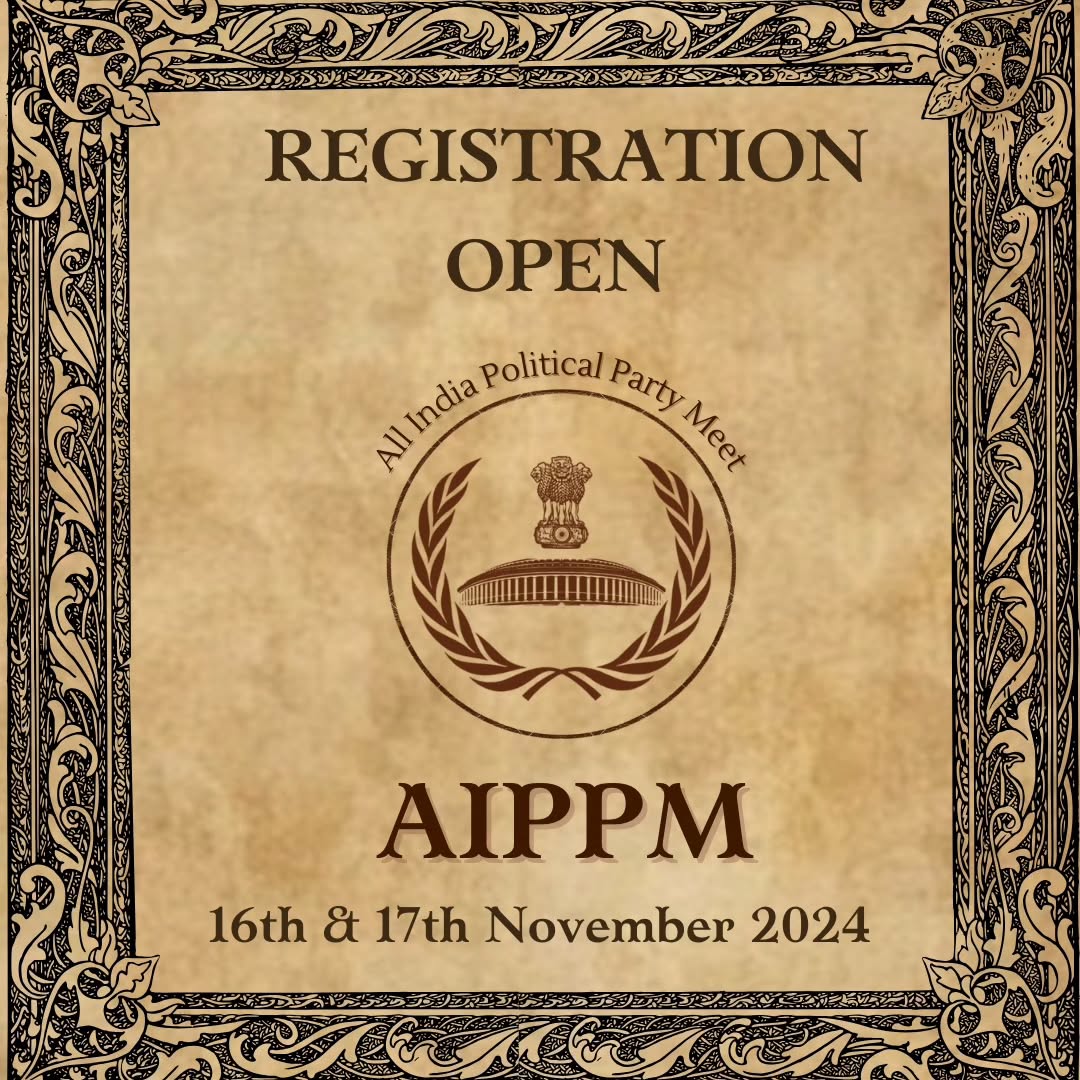 REGISTRATION
OPEN
All India Political Party Meet
AIPPM
16th & 17th November 2024